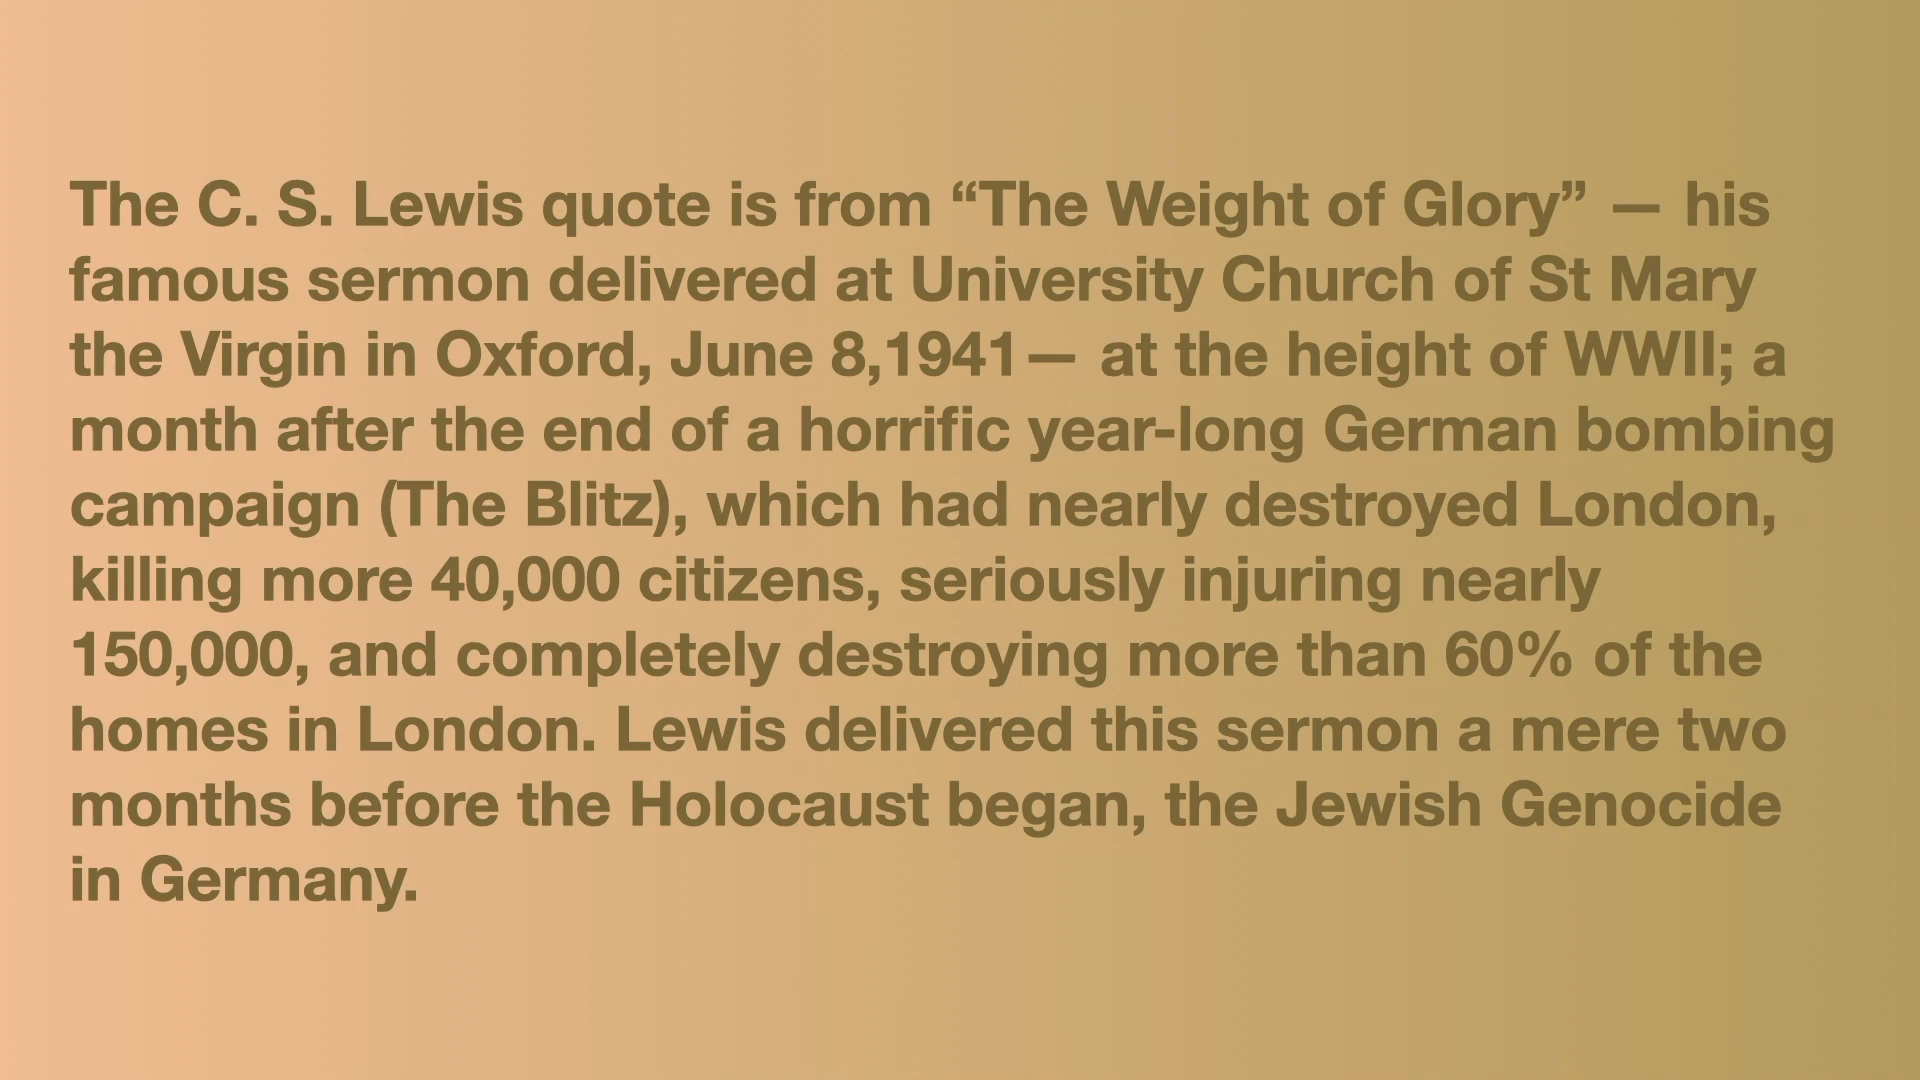 The C. S. Lewis quote is from “The Weight of Glory” — his
famous sermon delivered at University Church of St Mary
the Virgin in Oxford, June 8,1941— at the height of WWII; a
month after the end of a horrific year-long German bombing
campaign (The Blitz), which had nearly destroyed London,
killing more 40,000 citizens, seriously injuring nearly
150,000, and completely destroying more than 60% of the
homes in London. Lewis delivered this sermon a mere two
months before the Holocaust began, the Jewish Genocide
in Germany.